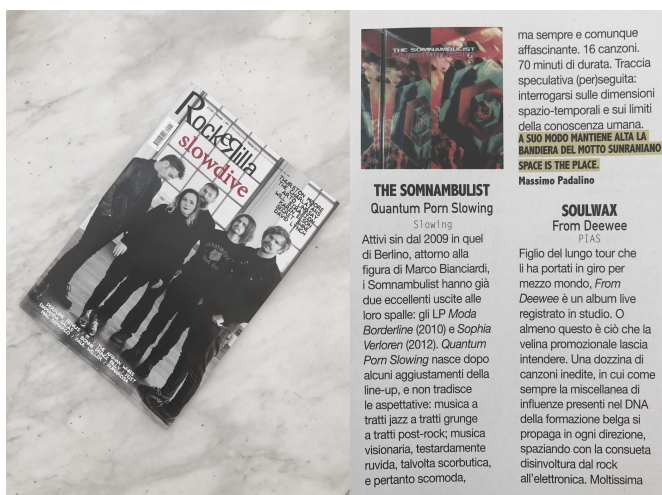 RockeRilla
slowdive
THURSTON MOORE
THE SOMNAMBULIST
Quantum Porn Slowing
Slowing
Attivi sin dal 2009 in quel
di Berlino, attorno alla
figura di Marco Bianciardi,
i Somnambulist hanno già
due eccellenti uscite alle
loro spalle: gli LP Moda
Borderline (2010) e Sophia
Verloren (2012). Quantum
Porn Slowing nasce dopo
alcuni aggiustamenti della
line-up, e non tradisce
le aspettative: musica a
tratti jazz a tratti grunge
a tratti post-rock; musica
visionaria, testardamente
ruvida, talvolta scorbutica,
e pertanto scomoda,
ma sempre e comunque
affascinante. 16 canzoni.
70 minuti di durata. Traccia
speculativa (per)seguita:
interrogarsi sulle dimensioni
spazio-temporali e sui limiti
della conoscenza umana.
A SUO MODO MANTIENE ALTA LA
BANDIERA DEL MOTTO SUNRANIANO
SPACE IS THE PLACE.
Massimo Padalino
SOULWAX
From Deewee
PIAS
Figlio del lungo tour che
li ha portati in giro per
mezzo mondo, From
Deewee è un album live
registrato in studio. O
almeno questo è ciò che la
velina promozionale lascia
intendere. Una dozzina di
canzoni inedite, in cui come
sempre la miscellanea di
influenze presenti nel DNA
della formazione belga si
propaga in ogni direzione,
spaziando con la consueta
disinvoltura dal rock
all'elettronica. Moltissima